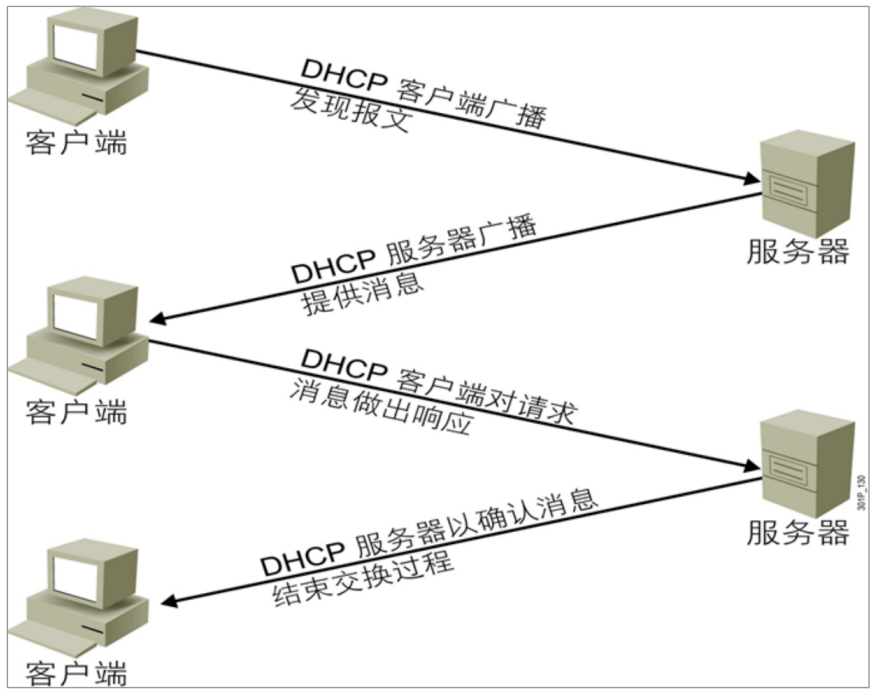 DHCP 客户端广播
发现报文
客户端
服务器
DHCP 服务器广播
提供消息
客户端
DHCP 客户端对请求
消息做出响应
服务器
301P_130
DHCP 服务器以确认消息
结束交换过程
客户端